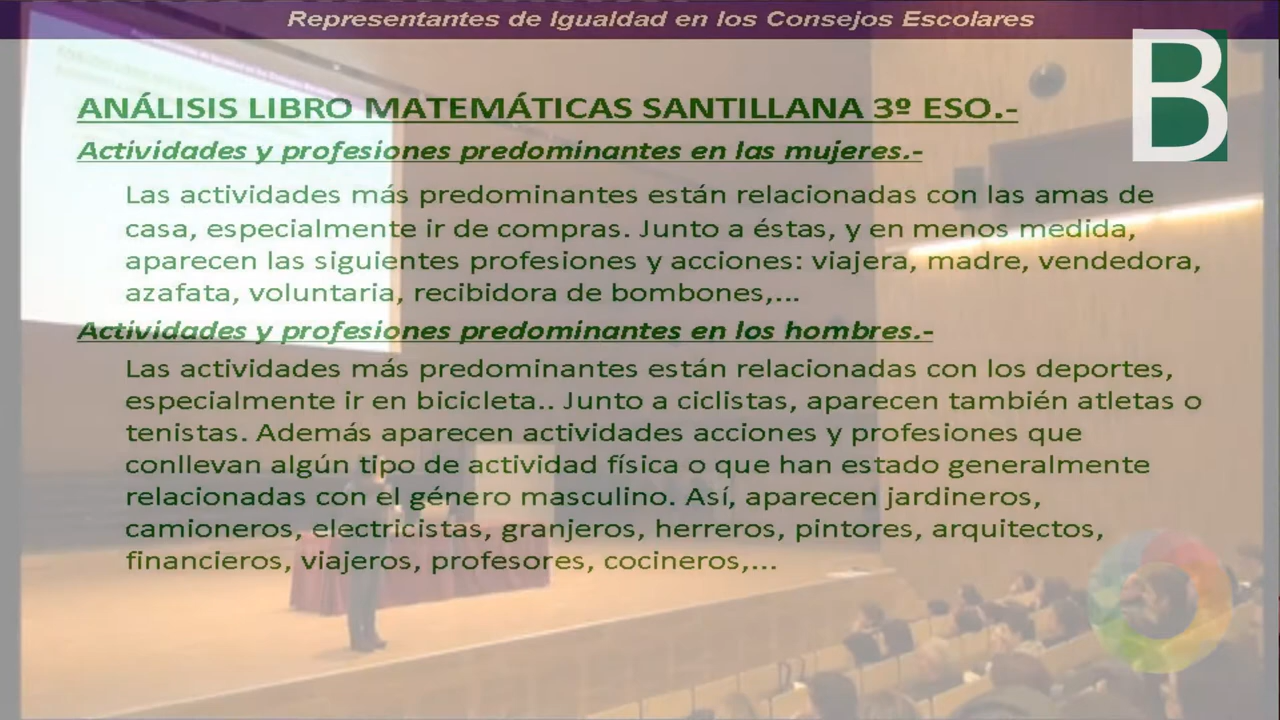 Representantes de Igualdad en los Consejos Escolares
B
ANÁLISIS LIBRO MATEMÁTICAS SANTILLANA 3º ESO.-
Actividades y profesiones predominantes en las mujeres.-
Las actividades más predominantes están relacionadas con las amas de
casa, especialmente ir de compras. Junto a éstas, y en menos medida,
aparecen las siguientes profesiones y acciones: viajera, madre, vendedora,
azafata, voluntaria, recibidora de bombones,...
Actividades y profesiones predominantes en los hombres.-
Las actividades más predominantes están relacionadas con los deportes,
especialmente ir en bicicleta.. Junto a ciclistas, aparecen también atletas o
tenistas. Además aparecen actividades acciones y profesiones que
conllevan algún tipo de actividad física o que han estado generalmente
relacionadas con el género masculino. Así, aparecen jardineros,
camioneros, electricistas, granjeros, herreros, pintores, arquitectos,
financieros, viajeros, profesores, cocineros,...